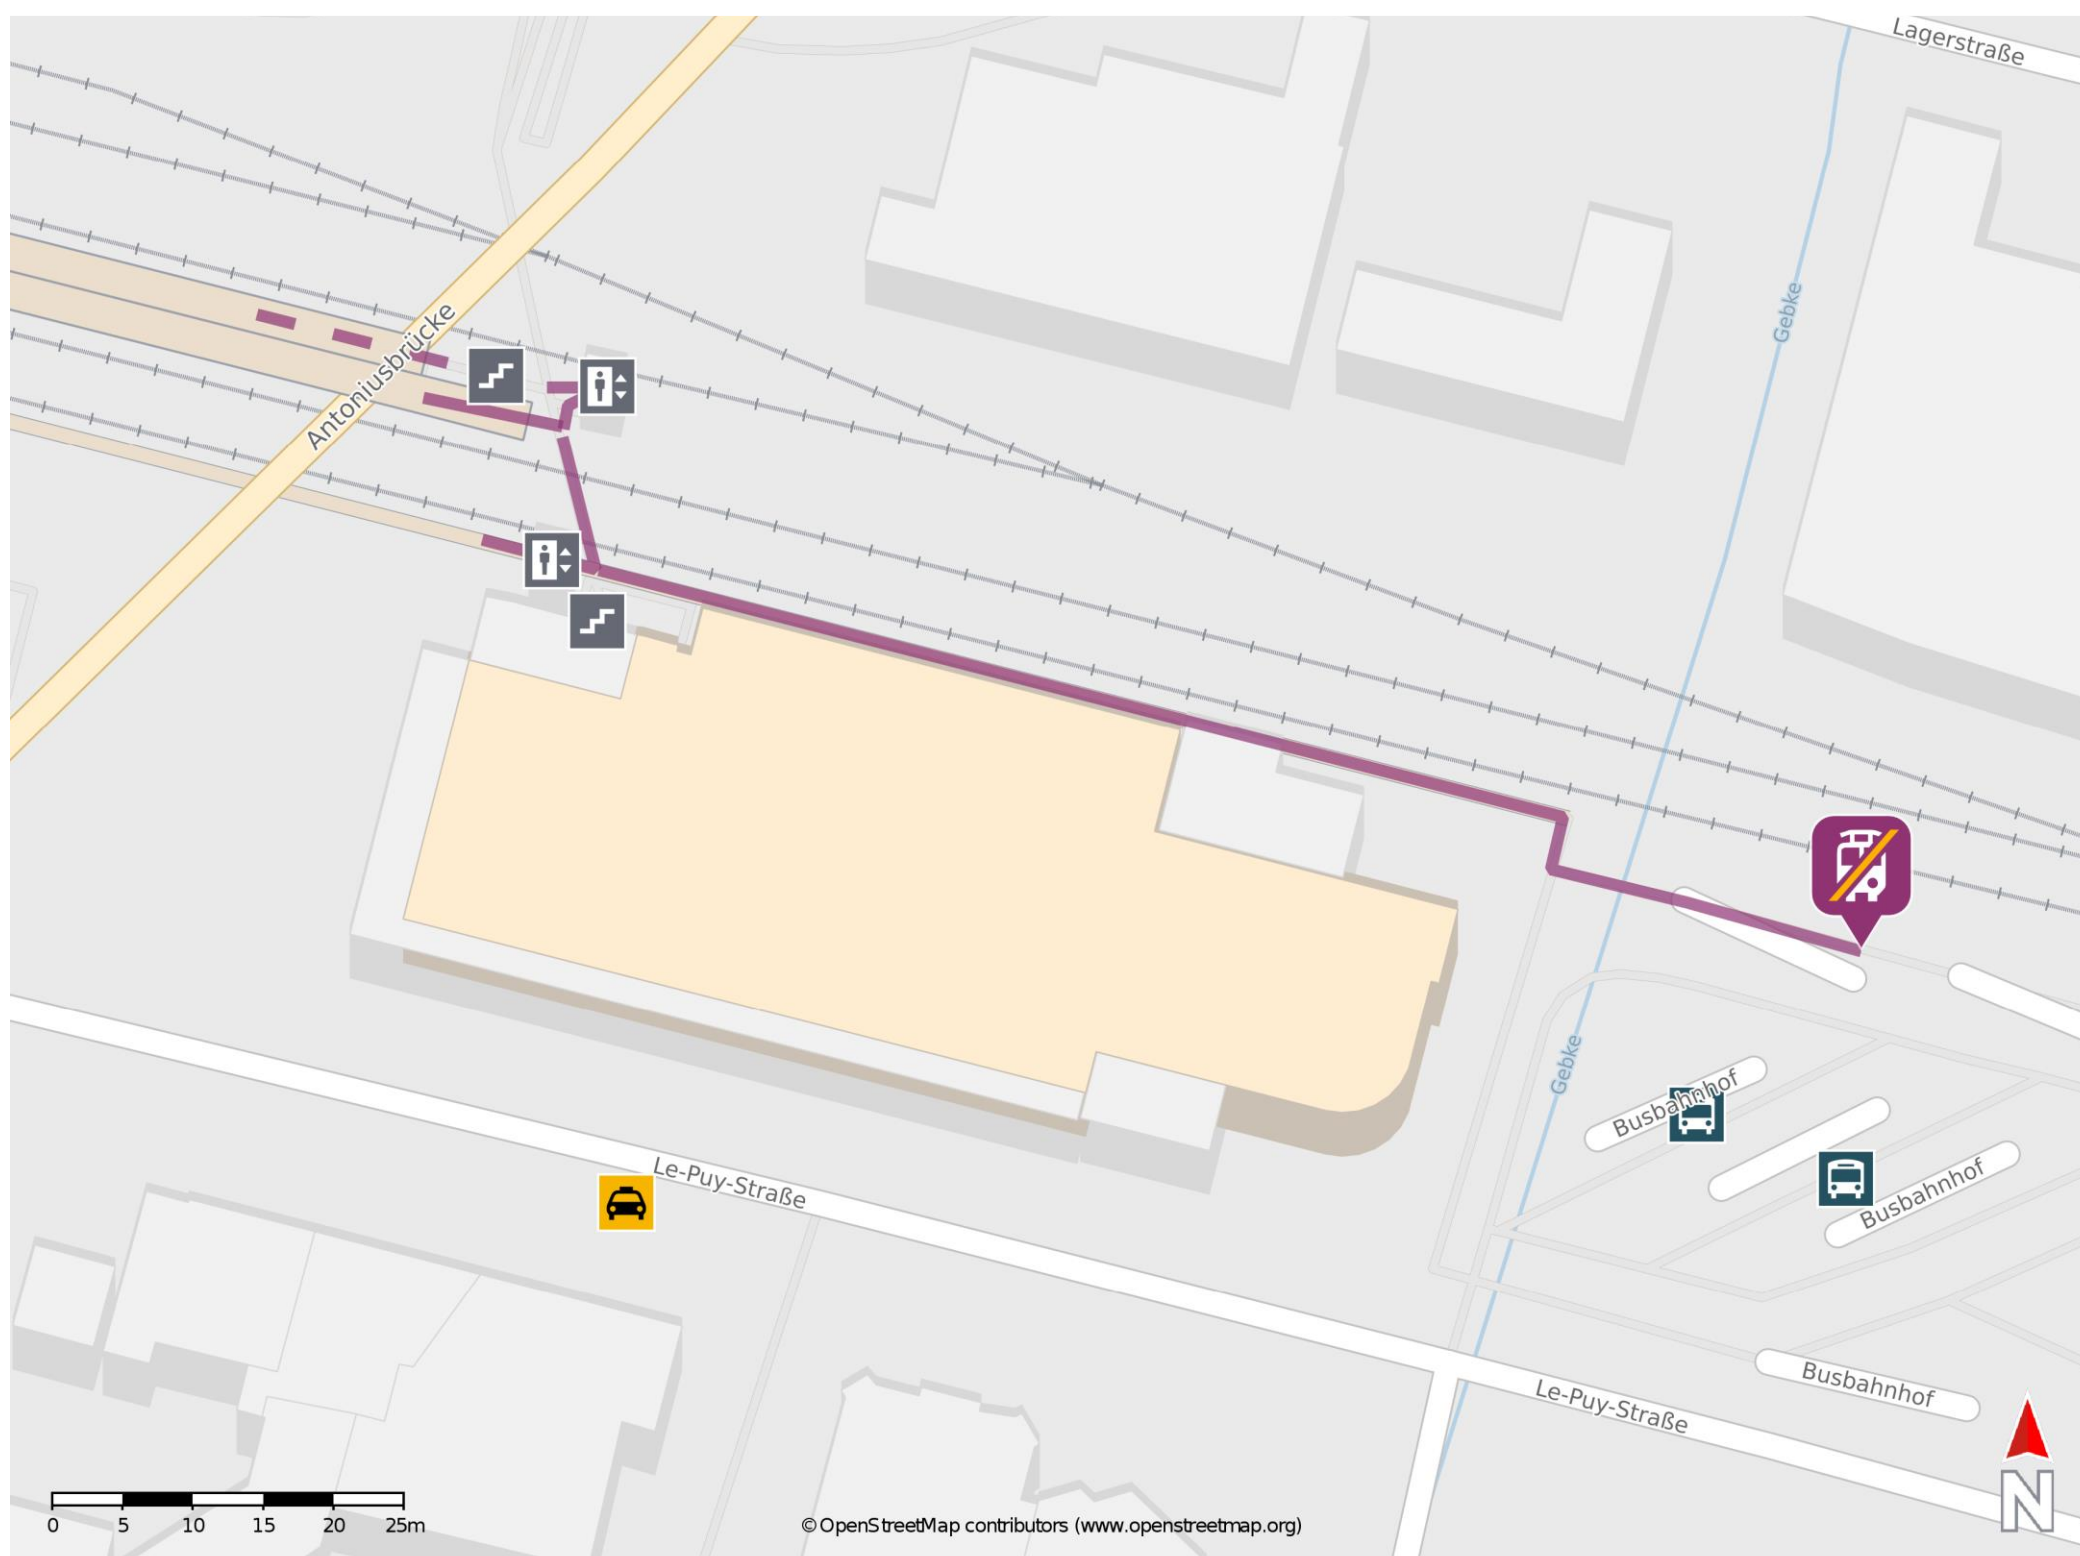 Lagerstraße
Gebke
Antoniusbrücke
Gebke
Busbahnhof
Le-Puy-Straße
Busbahnhof
Busbahnhof
Le-Puy-Straße
0 5 10 15 20 25m
© OpenStreetMap contributors (www.openstreetmap.org)
N